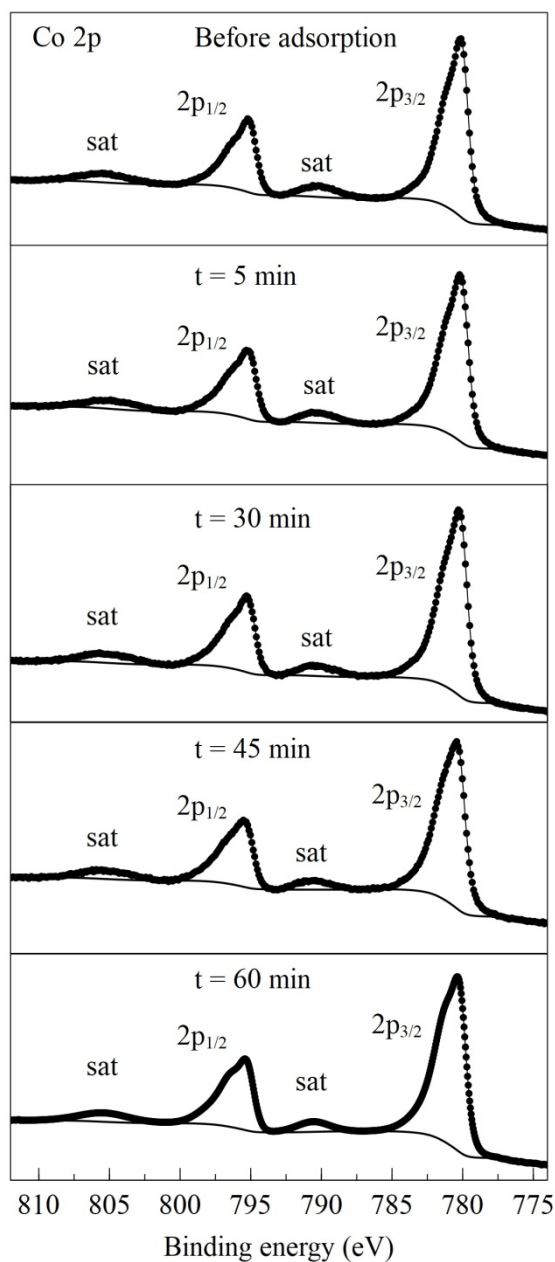 Co 2p Before adsorption
2p3/2
2p1/2
sat
sat
t = 5 min
2p1/2
2p3/2
sat
sat
t = 30 min
2p1/2
2p3/2
sat
sat
t = 45 min
2p1/2
2p3/2
sat
sat
t = 60 min
2p1/2
2p3/2
sat
sat
810 805 800 795 790 785 780 775
Binding energy (eV)